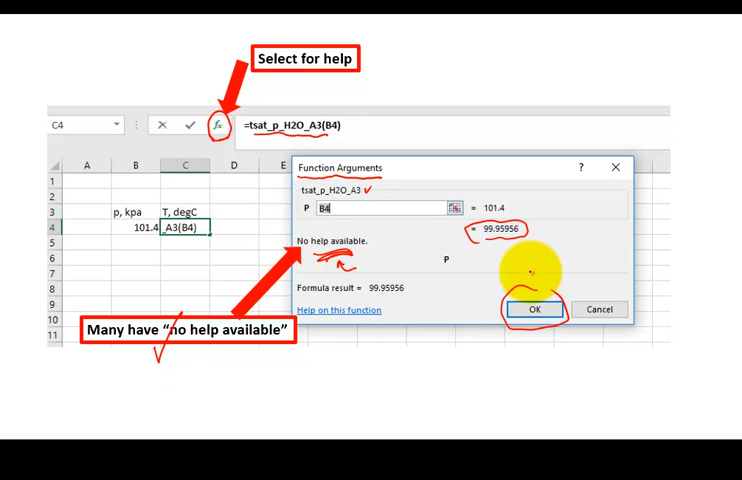 Select for help
C4
fx
=tsat_p_H2O_A3(B4)
A B C D E
1
2
3 p, kpa T, degC
4 101.4 _A3(B4)
5
6
7
8
9
10
11
Function Arguments ?
tsat_p_H2O_A3
P B4 = 101.4
= 99.95956
No help available.
P
Formula result = 99.95956
Help on this function OK Cancel
Many have “no help available”